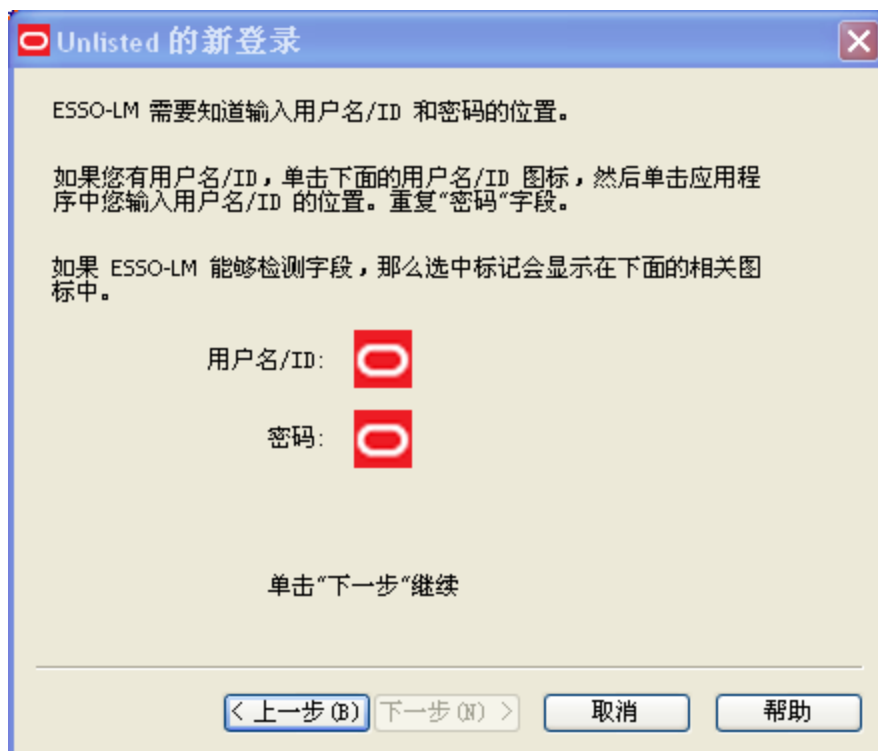 Unlisted 的新登录
ESSO-LM 需要知道输入用户名/ID 和密码的位置。
如果您有用户名/ID，单击下面的用户名/ID 图标，然后单击应用程
序中您输入用户名/ID 的位置。重复“密码”字段。
如果 ESSO-LM 能够检测字段，那么选中标记会显示在下面的相关图
标中。
用户名/ID:
密码:
单击“下一步“继续
< 上一步(B) 下一步(N) > 取消 帮助